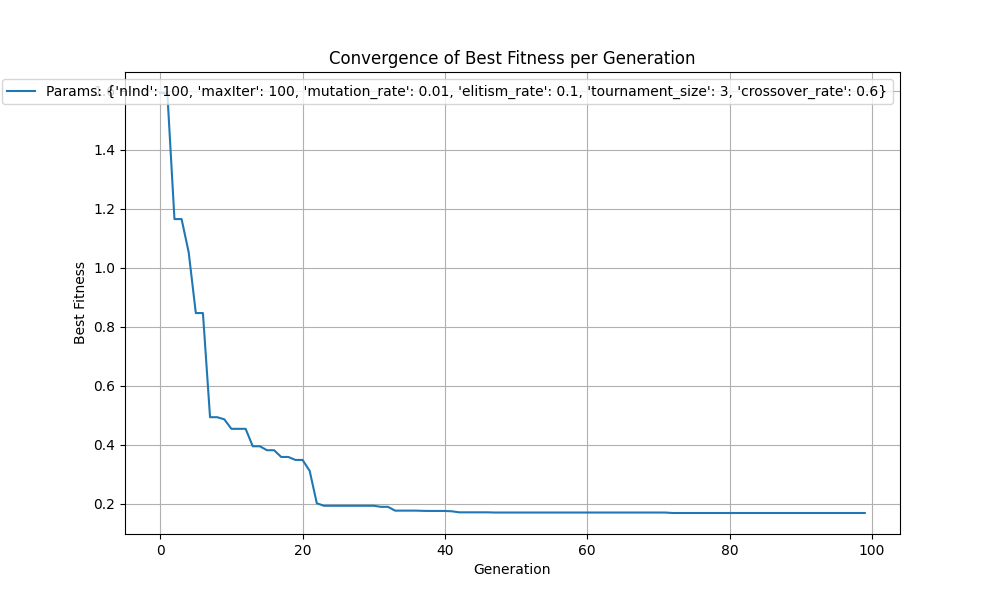 Convergence of Best Fitness per Generation
Params: {'nInd': 100, 'maxIter': 100, 'mutation_rate': 0.01, 'elitism_rate': 0.1, 'tournament_size': 3, 'crossover_rate': 0.6}
1.4
1.2
1.0
0.8
0.6
0.4
0.2
Best Fitness
0 20 40 60 80 100
Generation